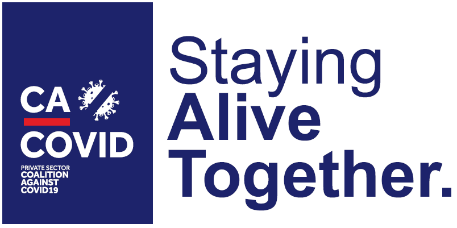 CA
COVID
PRIVATE SECTOR
COALITION
AGAINST
COVID19
Staying
Alive
Together.